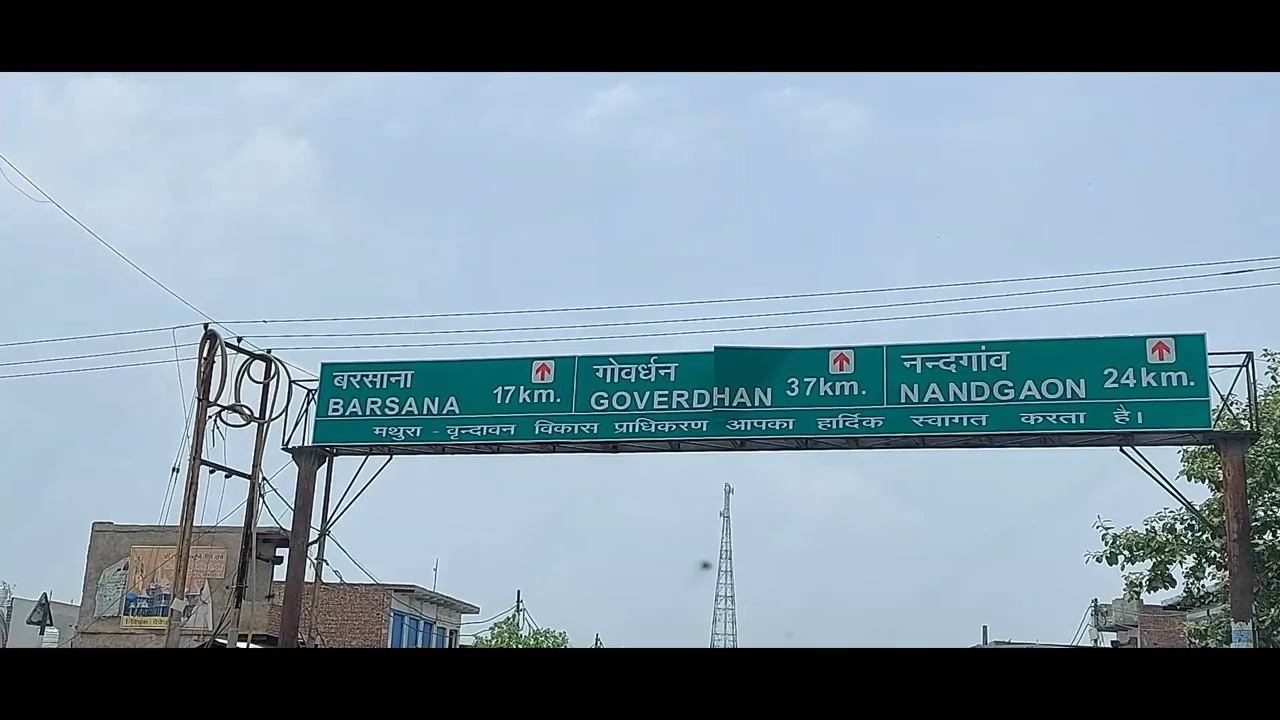 बरसाना
BARSANA 17km.
गोवर्धन
GOVERDHAN 37km.
नन्दगांव
NANDGAON 24km.
मथुरा - वृन्दावन विकास प्राधिकरण आपका हार्दिक स्वागत करता है।